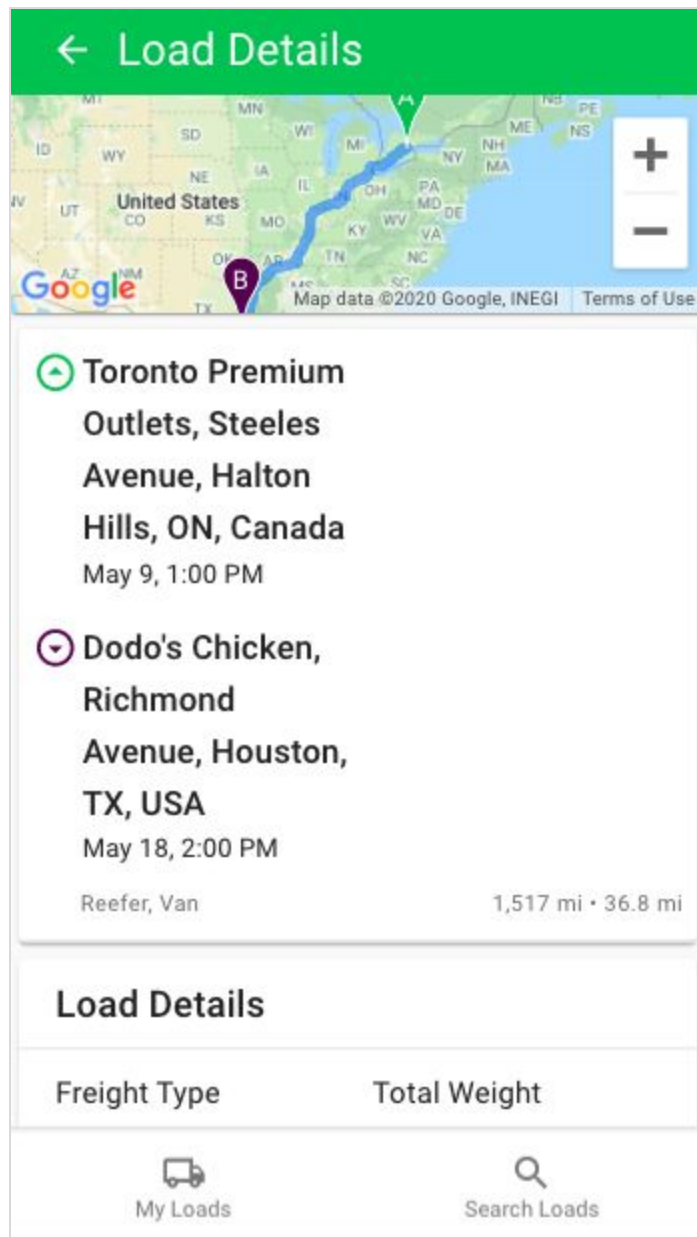 ← Load Details
MT
MN
A
NB
PE
ID
SD
WI
MI
ME
NS
WY
NY
NH
MA
IA
NE
IL
OH
PA
NV
UT
United States
MD
DE
CO
KS
MO
KY
WV
VA
OK
AR
TN
NC
AZ
NM
B
MS
SC
Google
TX
Map data ©2020 Google, INEGI
Terms of Use
+
−
Toronto Premium
Outlets, Steeles
Avenue, Halton
Hills, ON, Canada
May 9, 1:00 PM
Dodo's Chicken,
Richmond
Avenue, Houston,
TX, USA
May 18, 2:00 PM
Reefer, Van 1,517 mi • 36.8 mi
Load Details
Freight Type Total Weight
My Loads Search Loads